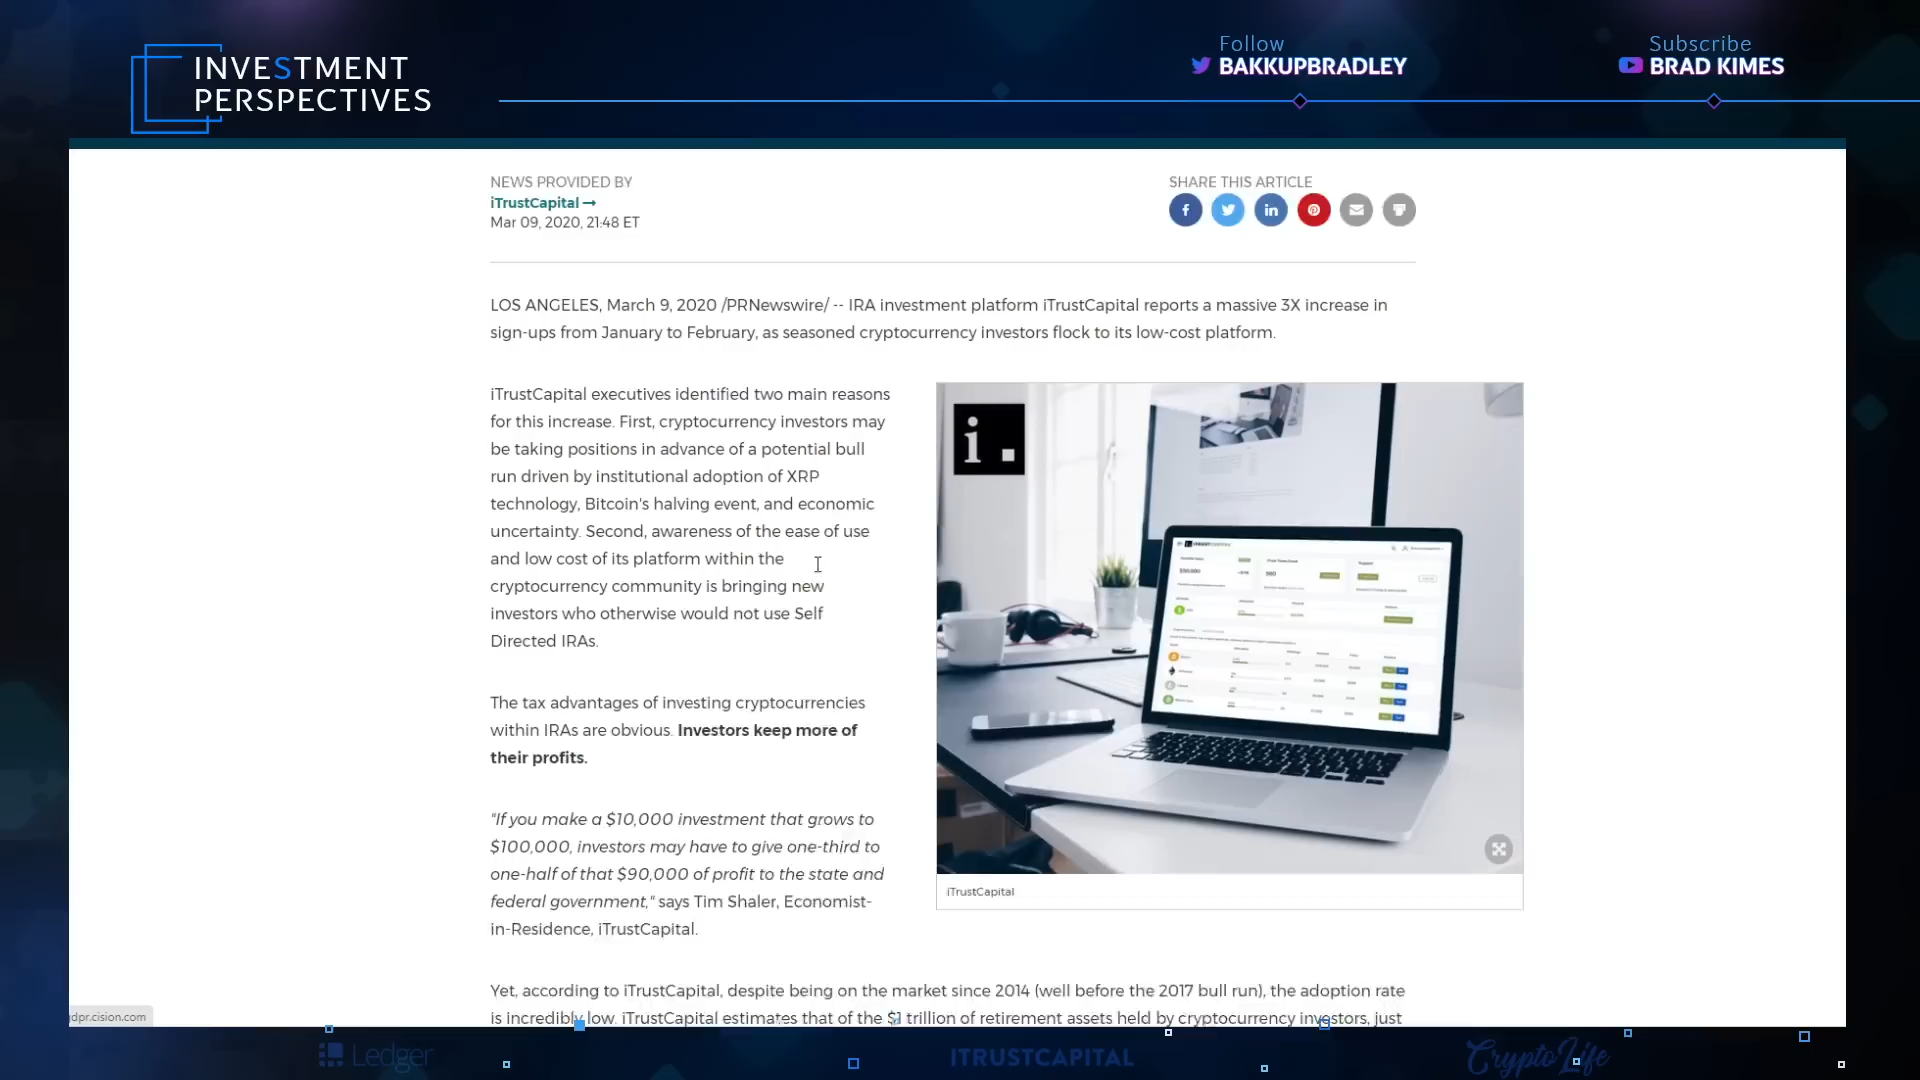 INVESTMENT
PERSPECTIVES
Follow
BAKKUPBRADLEY
Subscribe
BRAD KIMES
NEWS PROVIDED BY
iTrustCapital →
Mar 09, 2020, 21:48 ET
SHARE THIS ARTICLE
LOS ANGELES, March 9, 2020 /PRNewswire/ -- IRA investment platform iTrustCapital reports a massive 3X increase in
sign-ups from January to February, as seasoned cryptocurrency investors flock to its low-cost platform.
iTrustCapital executives identified two main reasons
for this increase. First, cryptocurrency investors may
be taking positions in advance of a potential bull
run driven by institutional adoption of XRP
technology, Bitcoin's halving event, and economic
uncertainty. Second, awareness of the ease of use
and low cost of its platform within the
cryptocurrency community is bringing new
investors who otherwise would not use Self
Directed IRAs.
The tax advantages of investing cryptocurrencies
within IRAs are obvious. Investors keep more of
their profits.
"If you make a $10,000 investment that grows to
$100,000, investors may have to give one-third to
one-half of that $90,000 of profit to the state and
federal government," says Tim Shaler, Economist-
in-Residence, iTrustCapital.
i.
iTrustCapital
Yet, according to iTrustCapital, despite being on the market since 2014 (well before the 2017 bull run), the adoption rate
is incredibly low. iTrustCapital estimates that of the $1 trillion of retirement assets held by cryptocurrency investors, just
dpr.cision.com
Ledger
ITRUSTCAPITAL
CryptoLife